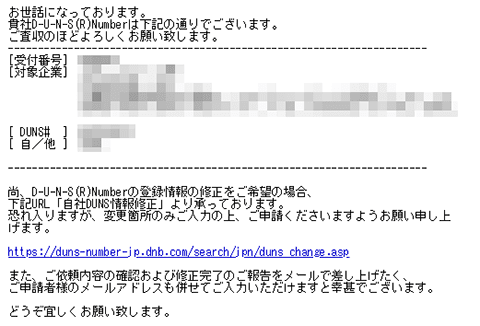 お世話になっております。
貴社D-U-N-S(R)Numberは下記の通りでございます。
ご査収のほどよろしくお願い致します。
----------------------------------------------------------------------
[受付番号]
[対象企業]
[ DUNS# ]
[ 自／他 ]
----------------------------------------------------------------------
尚、D-U-N-S(R)Numberの登録情報の修正をご希望の場合、
下記URL「自社DUNS情報修正」より承っております。
恐れ入りますが、変更箇所のみご入力の上、ご申請くださいますようお願い申し上
げます。
https://duns-number-jp.dnb.com/search/jpn/duns_change.asp
また、ご依頼内容の確認および修正完了のご報告をメールで差し上げたく、
ご申請者様のメールアドレスも併せてご入力いただけますと幸甚でございます。
どうぞ宜しくお願い致します。